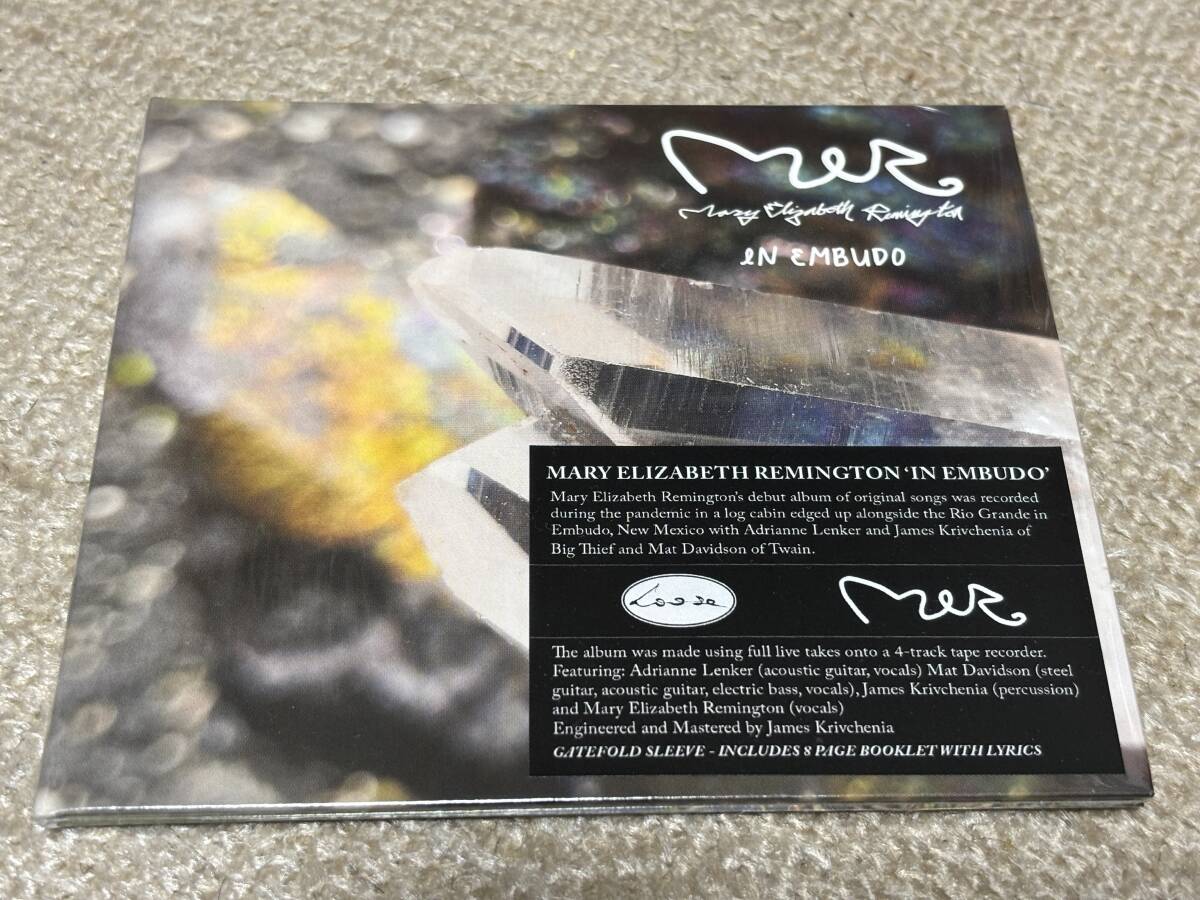 MER
Mary Elizabeth Remington
IN EMBUDO
MARY ELIZABETH REMINGTON ‘IN EMBUDO’
Mary Elizabeth Remington's debut album of original songs was recorded
during the pandemic in a log cabin edged up alongside the Rio Grande in
Embudo, New Mexico with Adrianne Lenker and James Krivchenia of
Big Thief and Mat Davidson of Twain.
Loose
MER
The album was made using full live takes onto a 4-track tape recorder.
Featuring: Adrianne Lenker (acoustic guitar, vocals) Mat Davidson (steel
guitar, acoustic guitar, electric bass, vocals), James Krivchenia (percussion)
and Mary Elizabeth Remington (vocals)
Engineered and Mastered by James Krivchenia
GATEFOLD SLEEVE - INCLUDES 8 PAGE BOOKLET WITH LYRICS